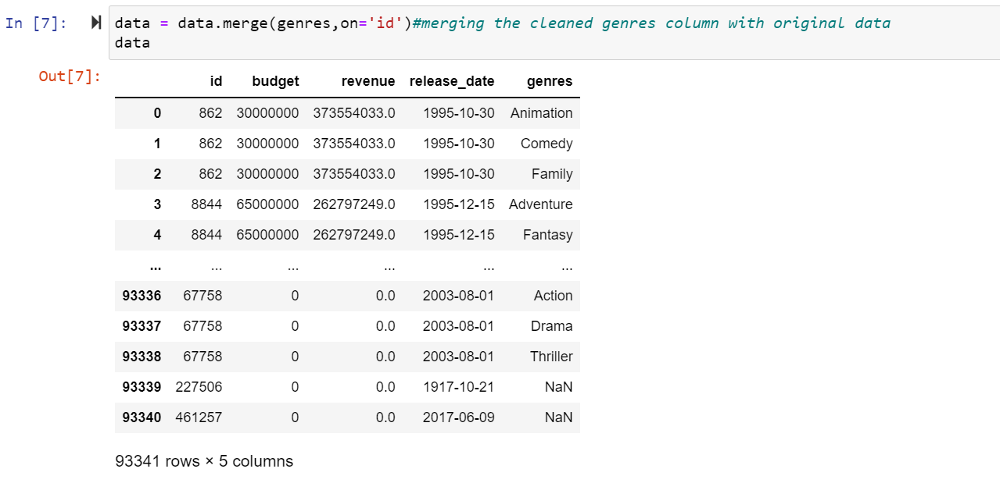 In [7]: data = data.merge(genres,on='id')#merging the cleaned genres column with original data
data
Out[7]:
id budget revenue release_date genres
0 862 30000000 373554033.0 1995-10-30 Animation
1 862 30000000 373554033.0 1995-10-30 Comedy
2 862 30000000 373554033.0 1995-10-30 Family
3 8844 65000000 262797249.0 1995-12-15 Adventure
4 8844 65000000 262797249.0 1995-12-15 Fantasy
... ... ... ... ... ...
93336 67758 0 0.0 2003-08-01 Action
93337 67758 0 0.0 2003-08-01 Drama
93338 67758 0 0.0 2003-08-01 Thriller
93339 227506 0 0.0 1917-10-21 NaN
93340 461257 0 0.0 2017-06-09 NaN
93341 rows × 5 columns